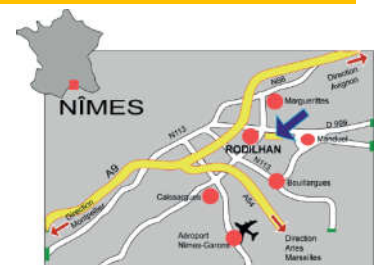 NÎMES
N86
Direction
Avignon
Marguerittes
N113
D 999
RODILHAN
Manduel
A9
N113
Bouillargues
Caissargues
A54
Direction
Montpellier
Aéroport
Nîmes-Garons
Direction
Arles
Marseilles